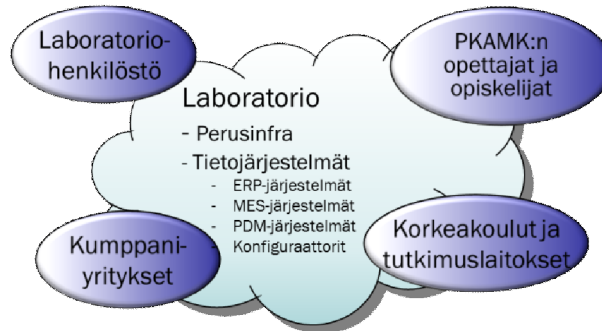 Laboratorio-
henkilöstö
PKAMK:n
opettajat ja
opiskelijat
Laboratorio
- Perusinfra
- Tietojärjestelmät
- ERP-järjestelmät
- MES-järjestelmät
- PDM-järjestelmät
- Konfiguraattorit
Kumppani-
yritykset
Korkeakoulut ja
tutkimuslaitokset